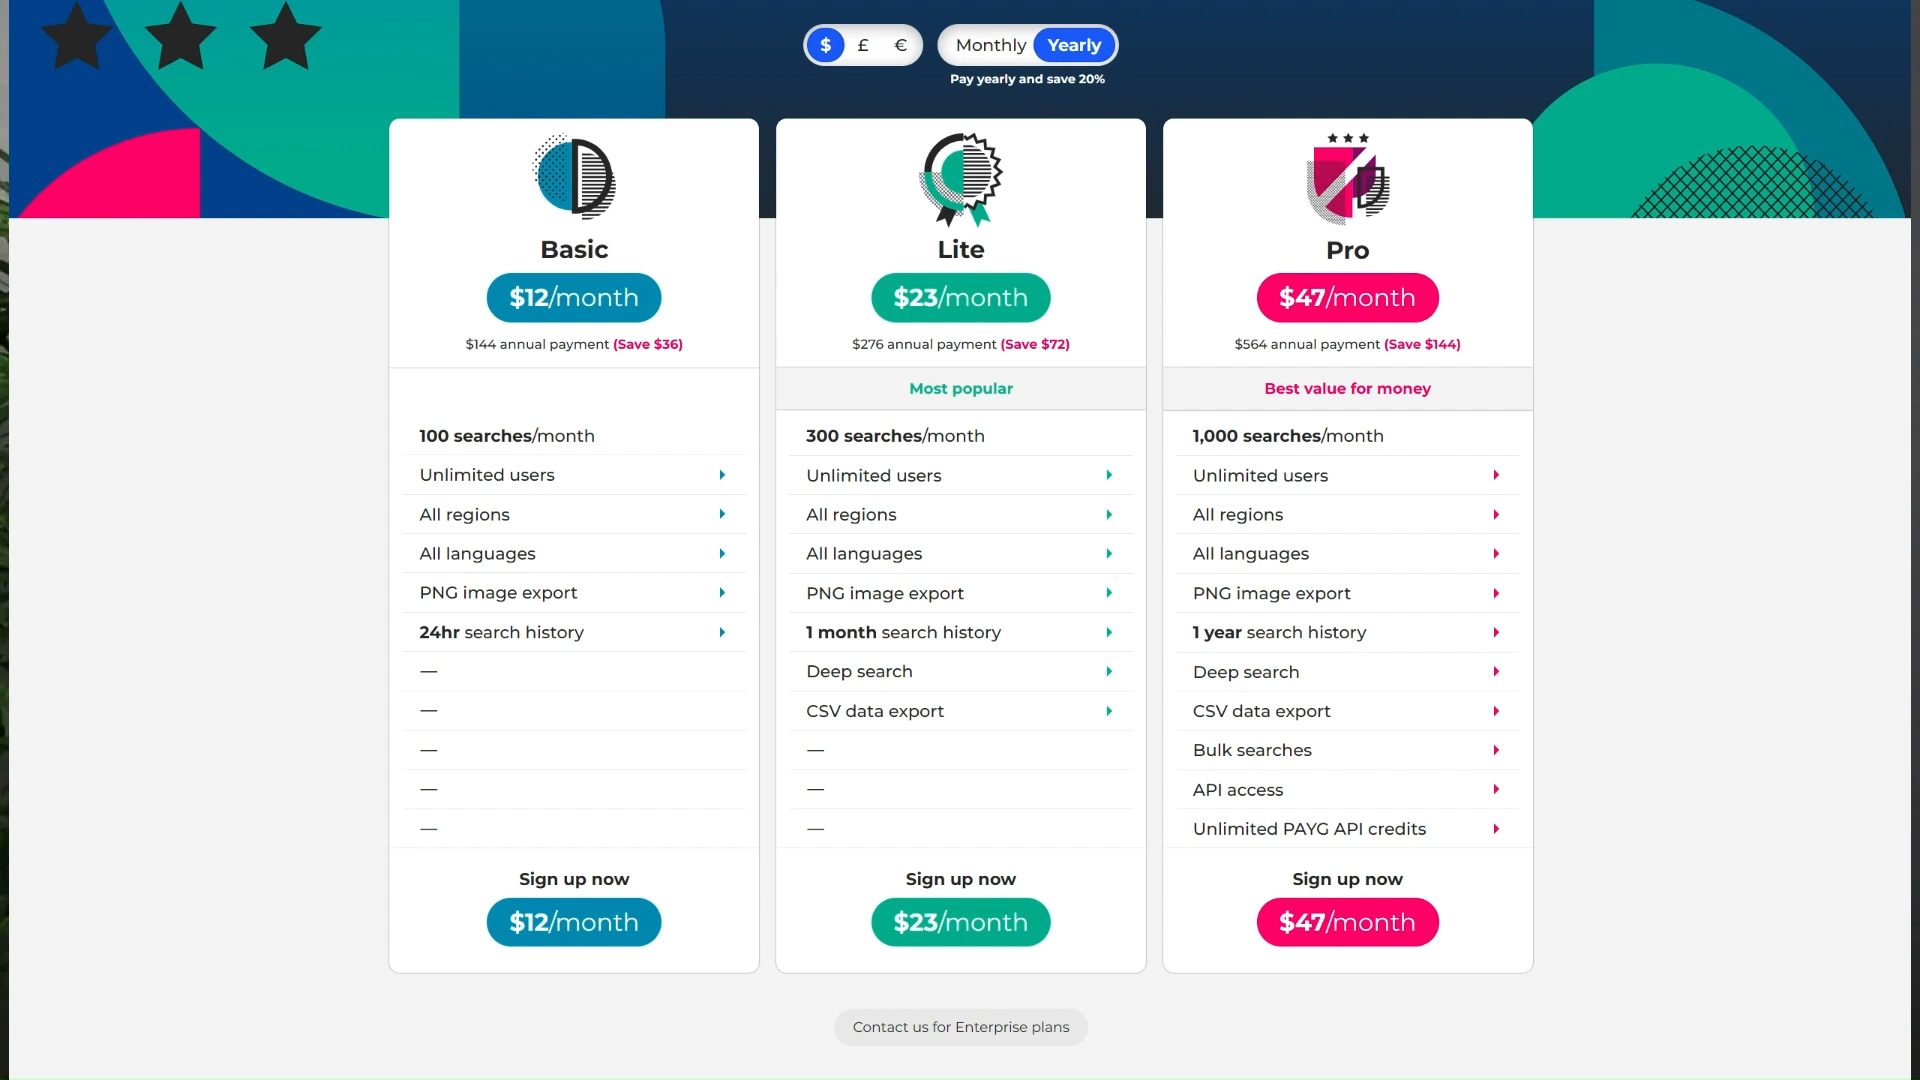 $ £ €
Monthly Yearly
Pay yearly and save 20%
Basic
$12/month
$144 annual payment (Save $36)
100 searches/month
Unlimited users
All regions
All languages
PNG image export
24hr search history
—
—
—
—
—
Sign up now
$12/month
Lite
$23/month
$276 annual payment (Save $72)
Most popular
300 searches/month
Unlimited users
All regions
All languages
PNG image export
1 month search history
Deep search
CSV data export
—
—
—
Sign up now
$23/month
Pro
$47/month
$564 annual payment (Save $144)
Best value for money
1,000 searches/month
Unlimited users
All regions
All languages
PNG image export
1 year search history
Deep search
CSV data export
Bulk searches
API access
Unlimited PAYG API credits
Sign up now
$47/month
Contact us for Enterprise plans